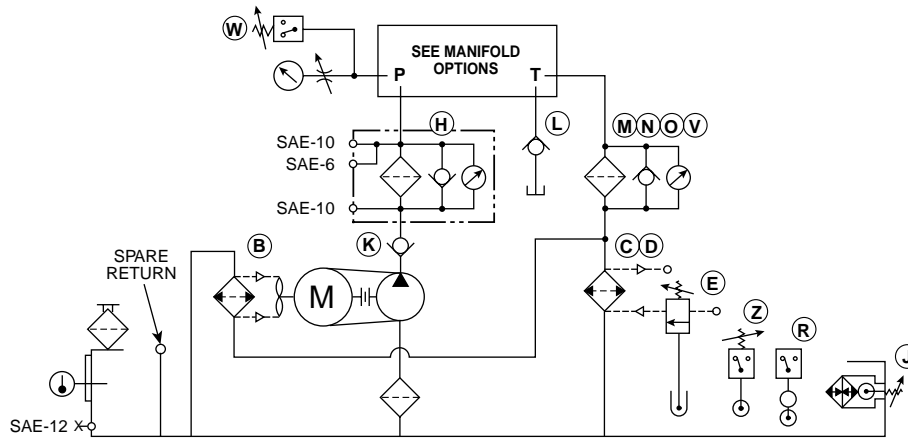 W
SEE MANIFOLD
OPTIONS
P
T
H
L
M N O V
SAE-10
SAE-6
SAE-10
K
B
C D
SPARE
RETURN
M
E
Z
R
J
SAE-12 X